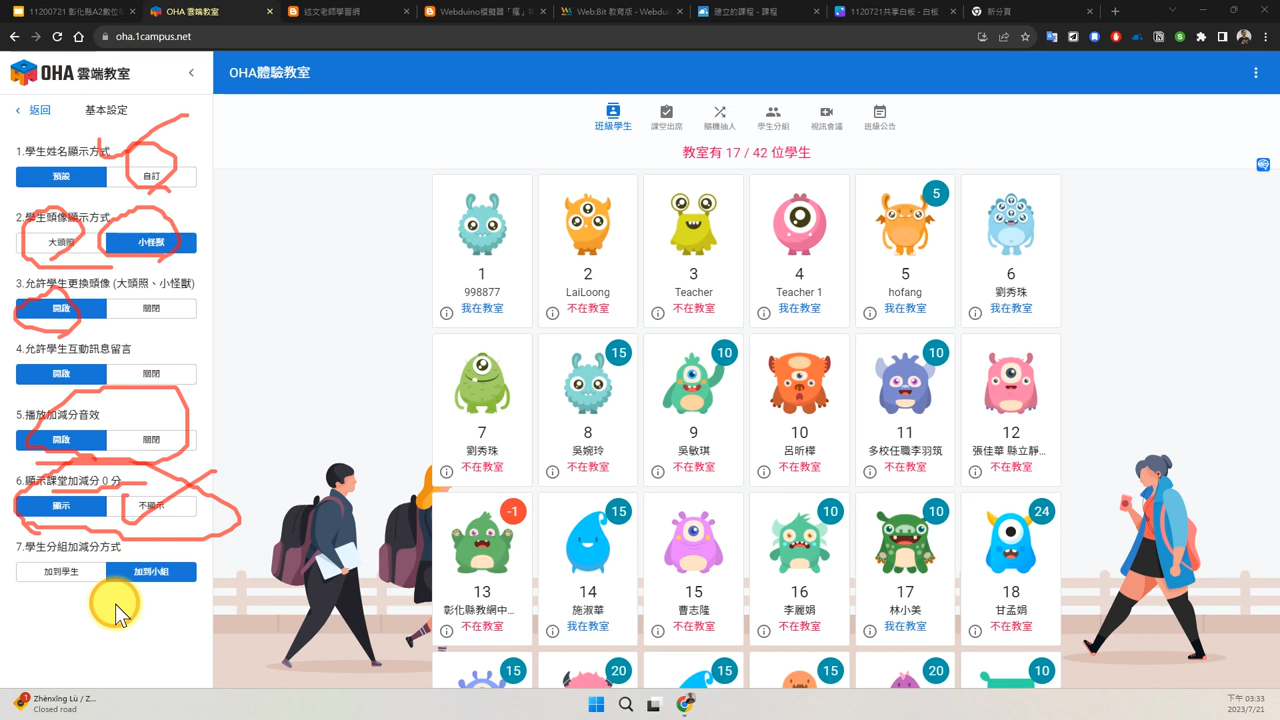 11200721 彰化縣A2數位
OHA 雲端教室
這文老師學習網
Webduino模擬器「瘋」
Web:Bit 教育版 - Webdui
建立的課程 - 課程
1120721共享白板 - 白板
新分頁
oha.1campus.net
OHA 雲端教室
OHA體驗教室
返回
基本設定
班級學生
課堂出席
隨機抽人
學生分組
視訊會議
班級公告
教室有 17 / 42 位學生
1.學生姓名顯示方式
預設
自訂
2.學生頭像顯示方式
大頭照
小怪獸
3.允許學生更換頭像 (大頭照、小怪獸)
開啟
關閉
4.允許學生互動訊息留言
開啟
關閉
5.播放加減分音效
開啟
關閉
6.顯示課堂加減分 0 分
顯示
不顯示
7.學生分組加減分方式
加到學生
加到小組
1
998877
我在教室
2
LaiLoong
不在教室
3
Teacher
不在教室
4
Teacher 1
我在教室
5
5
hofang
我在教室
6
劉秀珠
我在教室
7
劉秀珠
不在教室
15
8
吳婉玲
不在教室
10
9
吳敏琪
不在教室
10
呂昕樺
不在教室
10
11
多校任職李羽筑
不在教室
12
張佳華 縣立靜...
不在教室
-1
13
彰化縣教網中...
不在教室
15
14
施淑華
我在教室
15
曹志隆
不在教室
10
16
李麗娟
不在教室
10
17
林小美
我在教室
24
18
甘孟娟
不在教室
15
20
15
15
20
10
Zhènxīng Lù / Z...
Closed road
下午 03:33
2023/7/21